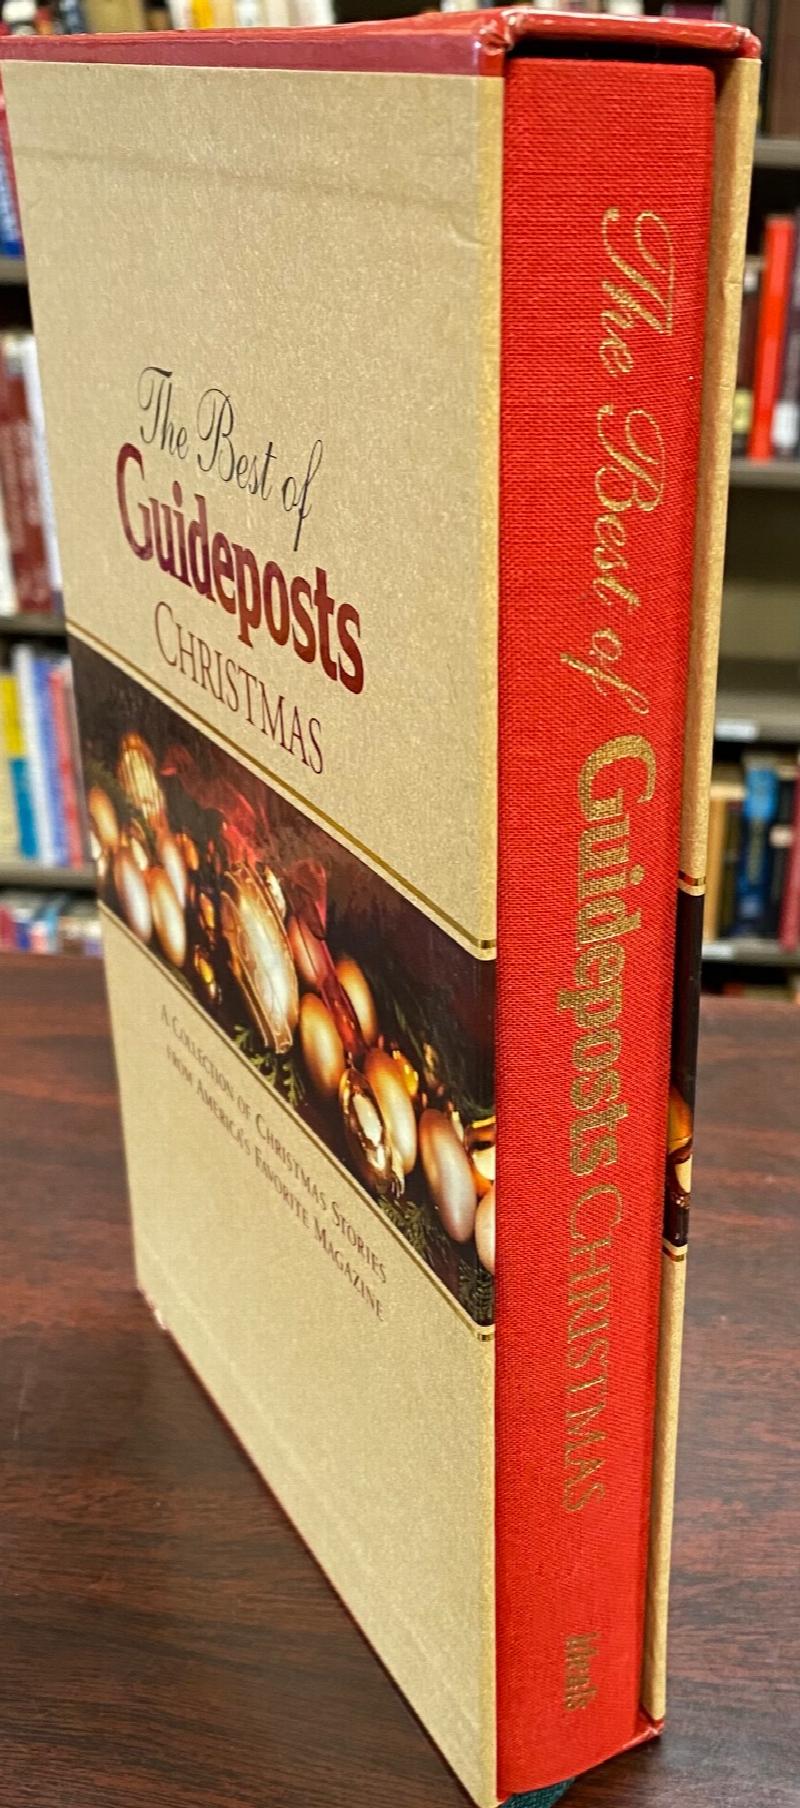 The Best of
Guideposts
CHRISTMAS
A COLLECTION OF CHRISTMAS STORIES
FROM AMERICA'S FAVORITE MAGAZINE
The Best of Guideposts CHRISTMAS
Ideals